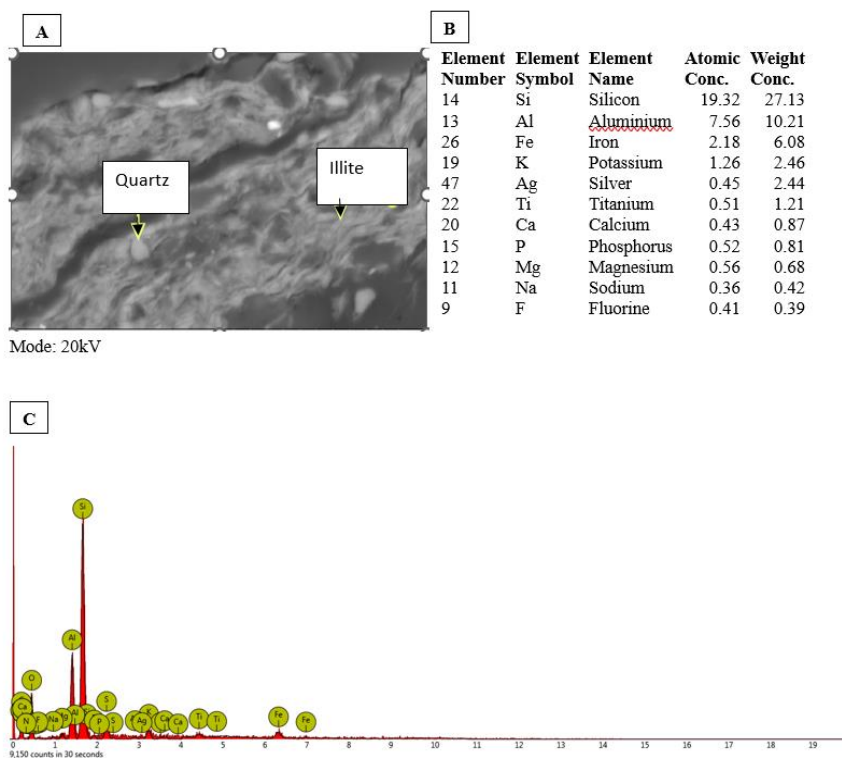 A
B
Quartz
Illite
Mode: 20kV
Element Element Element Atomic Weight
Number Symbol Name Conc. Conc.
14 Si Silicon 19.32 27.13
13 Al Aluminium 7.56 10.21
26 Fe Iron 2.18 6.08
19 K Potassium 1.26 2.46
47 Ag Silver 0.45 2.44
22 Ti Titanium 0.51 1.21
20 Ca Calcium 0.43 0.87
15 P Phosphorus 0.52 0.81
12 Mg Magnesium 0.56 0.68
11 Na Sodium 0.36 0.42
9 F Fluorine 0.41 0.39
C
Si
Al
O
S
Ca K
N F Na Al P S Ag Ca Ca Ti Ti Fe Fe
0 1 2 3 4 5 6 7 8 9 10 11 12 13 14 15 16 17 18 19
9,150 counts in 30 seconds